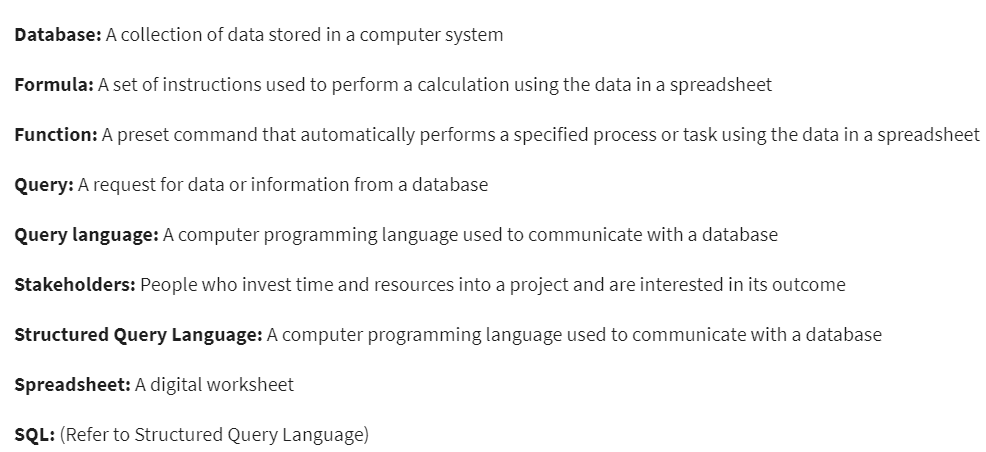 Database: A collection of data stored in a computer system
Formula: A set of instructions used to perform a calculation using the data in a spreadsheet
Function: A preset command that automatically performs a specified process or task using the data in a spreadsheet
Query: A request for data or information from a database
Query language: A computer programming language used to communicate with a database
Stakeholders: People who invest time and resources into a project and are interested in its outcome
Structured Query Language: A computer programming language used to communicate with a database
Spreadsheet: A digital worksheet
SQL: (Refer to Structured Query Language)